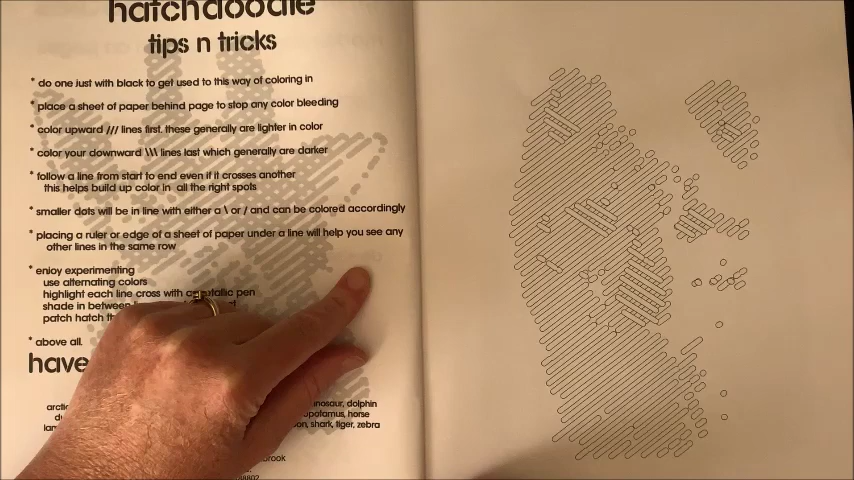 hatchdoodle
tips n tricks
* do one just with black to get used to this way of coloring in
* place a sheet of paper behind page to stop any color bleeding
* color upward /// lines first. these generally are lighter in color
* color your downward \\\ lines last which generally are darker
* follow a line from start to end even if it crosses another
this helps build up color in all the right spots
* smaller dots will be in line with either a \ or / and can be colored accordingly
* placing a ruler or edge of a sheet of paper under a line will help you see any
other lines in the same row
* enjoy experimenting
use alternating colors
highlight each line cross with a metallic pen
shade in between
patch hatch
* above all.
have
dolphin
horse
shark, tiger, zebra